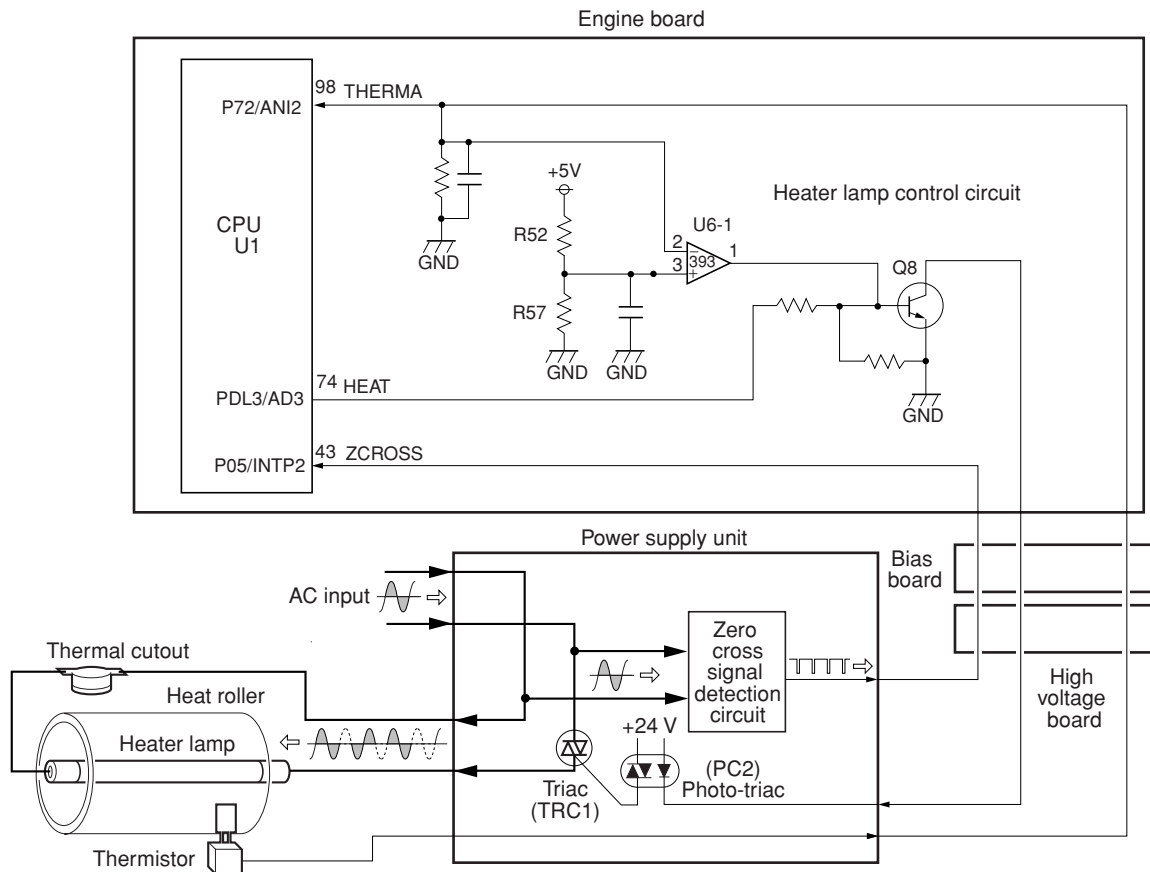 Engine board
98 THERMA
P72/ANI2
+5V
Heater lamp control circuit
CPU
U1
U6-1
R52
2
1
393
3
Q8
GND
R57
GND
GND
74 HEAT
PDL3/AD3
GND
43 ZCROSS
P05/INTP2
Power supply unit
Bias
board
AC input
Zero
cross
signal
detection
circuit
Thermal cutout
High
voltage
board
Heat roller
+24 V
Heater lamp
(PC2)
Photo-triac
Triac
(TRC1)
Thermistor